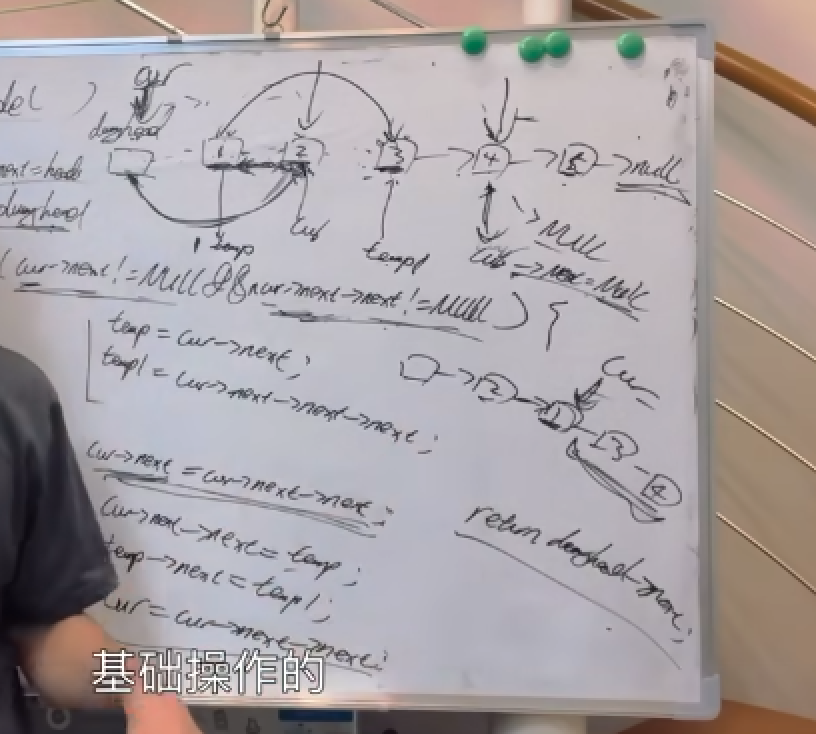 cur
dummyhead
1 2 3 -> 4 -> 5 -> null
next=head
dummyhead
temp
cur
temp1
-> NULL
cur->next=NULL
(cur->next!=NULL && cur->next->next!=NULL) {
temp = cur->next;
temp1 = cur->next->next->next;
cur
-> 2 -> 1 - 3 - 4
cur->next = cur->next->next;
cur->next->next = temp;
temp->next = temp1;
cur = cur->next->next;
return dummyhead->next;
基础操作的